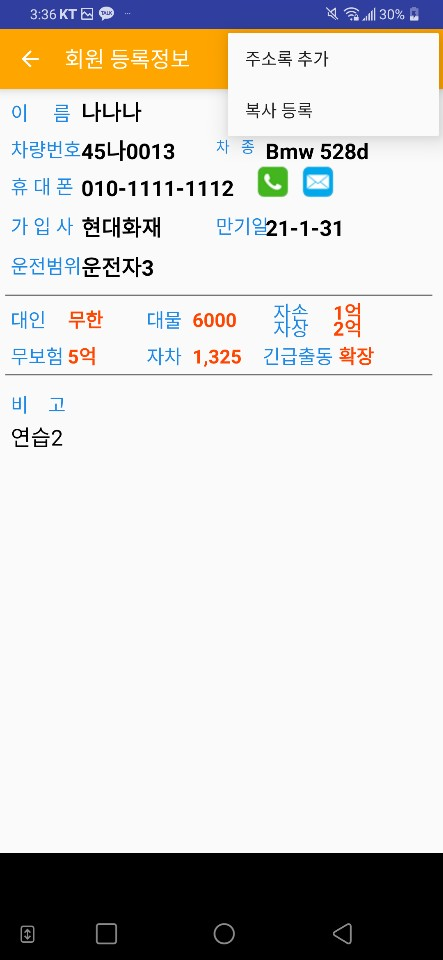 3:36 KT TALK 30%
회원 등록정보
주소록 추가
복사 등록
이 름 나나나
차량번호 45나0013 차 종 Bmw 528d
휴 대 폰 010-1111-1112
가 입 사 현대화재 만기일 21-1-31
운전범위 운전자3
대인 무한 대물 6000 자소 1억
자상 2억
무보험 5억 자차 1,325 긴급출동 확장
비 고
연습2